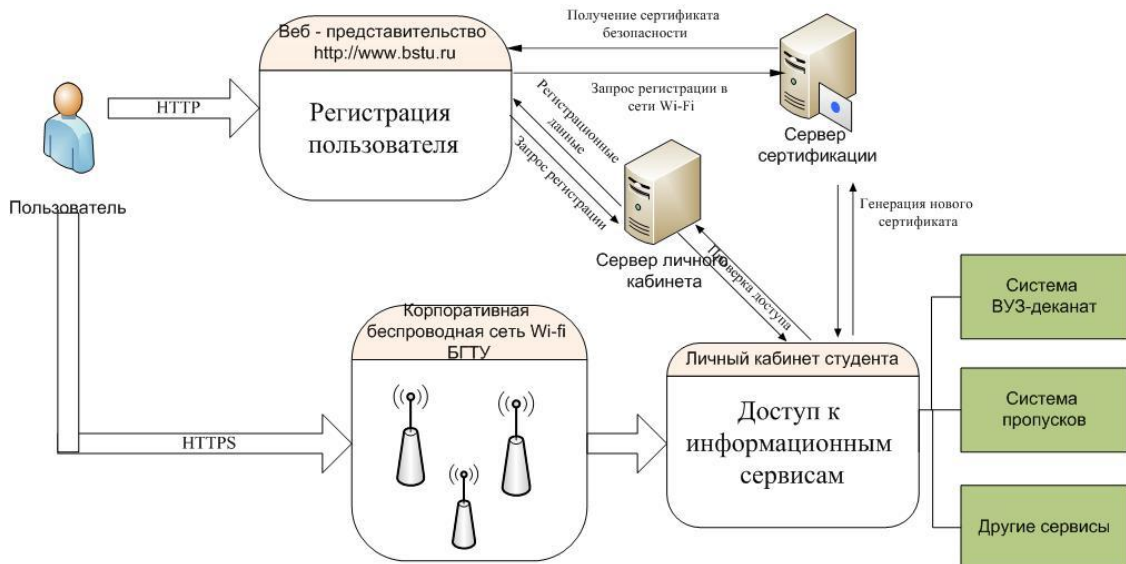 Получение сертификата
безопасности
Веб - представительство
http://www.bstu.ru
HTTP
Регистрация
пользователя
Запрос регистрации в
сети Wi-Fi
Регистрационные
данные
Запрос регистрации
Сервер
сертификации
Пользователь
Генерация нового
сертификата
Сервер личного
кабинета
Проверка доступа
Система
ВУЗ-деканат
Корпоративная
беспроводная сеть Wi-fi
БГТУ
Личный кабинет студента
Доступ к
информационным
сервисам
Система
пропусков
HTTPS
Другие сервисы